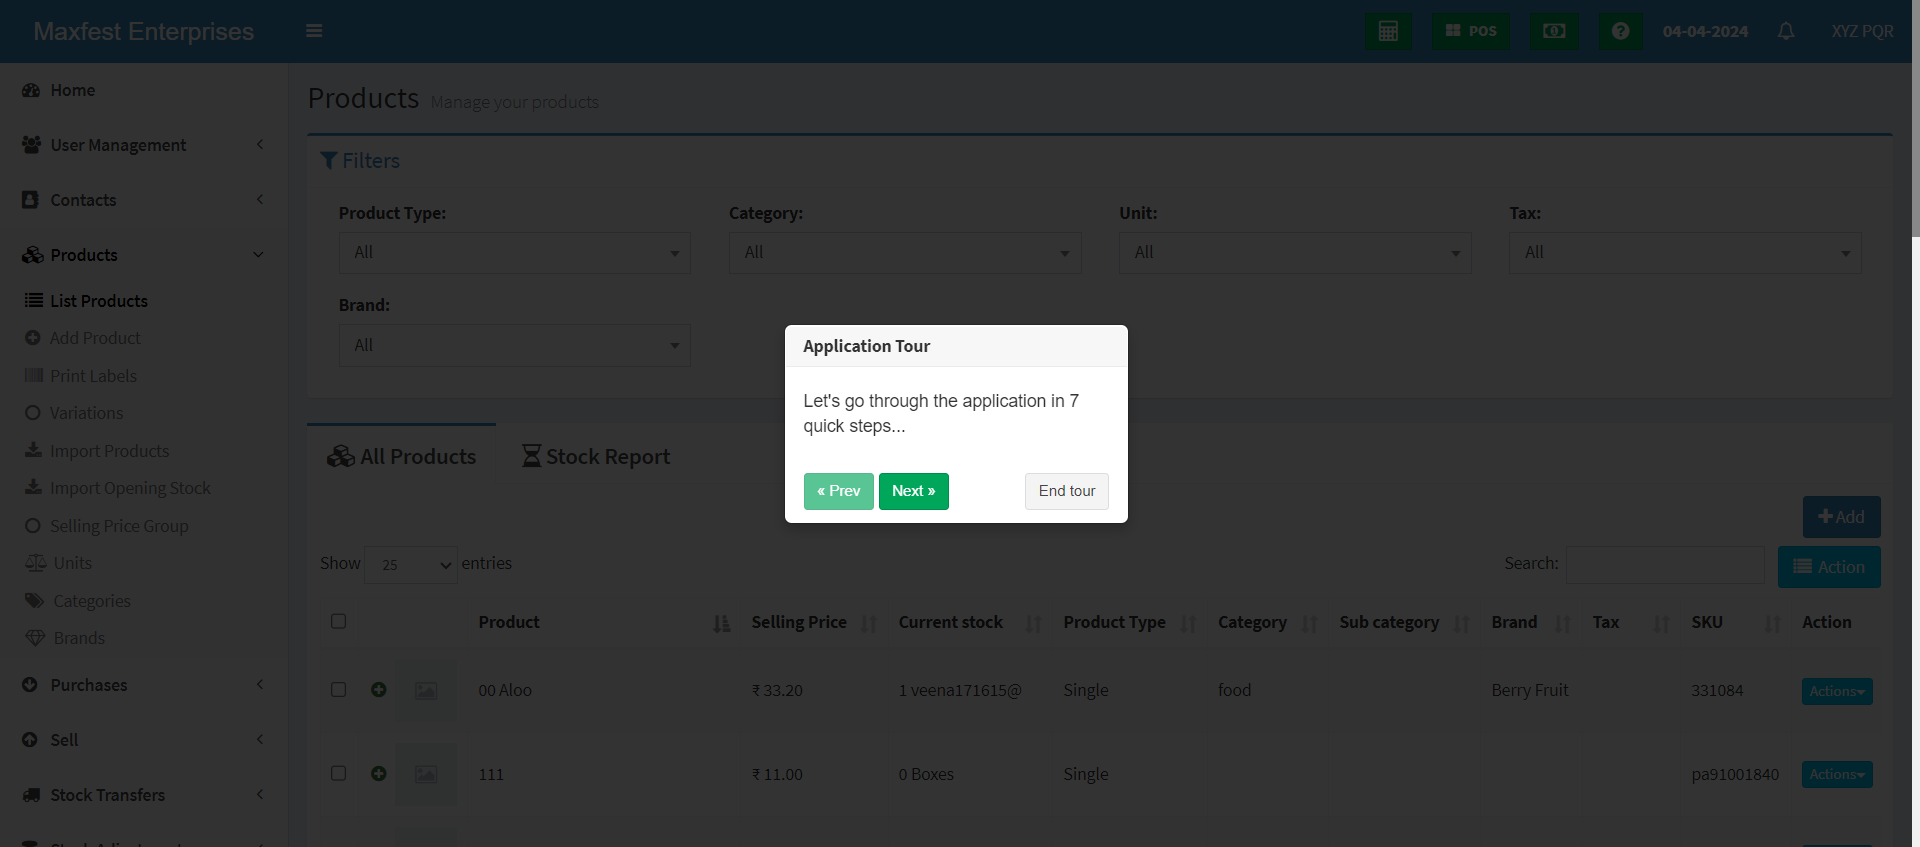 Maxfest Enterprises
POS
04-04-2024
XYZ PQR
Home
User Management
Contacts
Products
List Products
Add Product
Print Labels
Variations
Import Products
Import Opening Stock
Selling Price Group
Units
Categories
Brands
Purchases
Sell
Stock Transfers
Products Manage your products
Filters
Product Type: Category: Unit: Tax:
All All All All
Brand:
All
Application Tour
Let's go through the application in 7
quick steps...
« Prev Next » End tour
All Products Stock Report
Add
Show 25 entries Search: Action
Product Selling Price Current stock Product Type Category Sub category Brand Tax SKU Action
00 Aloo ₹ 33.20 1 veena171615@ Single food Berry Fruit 331084 Actions
111 ₹ 11.00 0 Boxes Single pa91001840 Actions